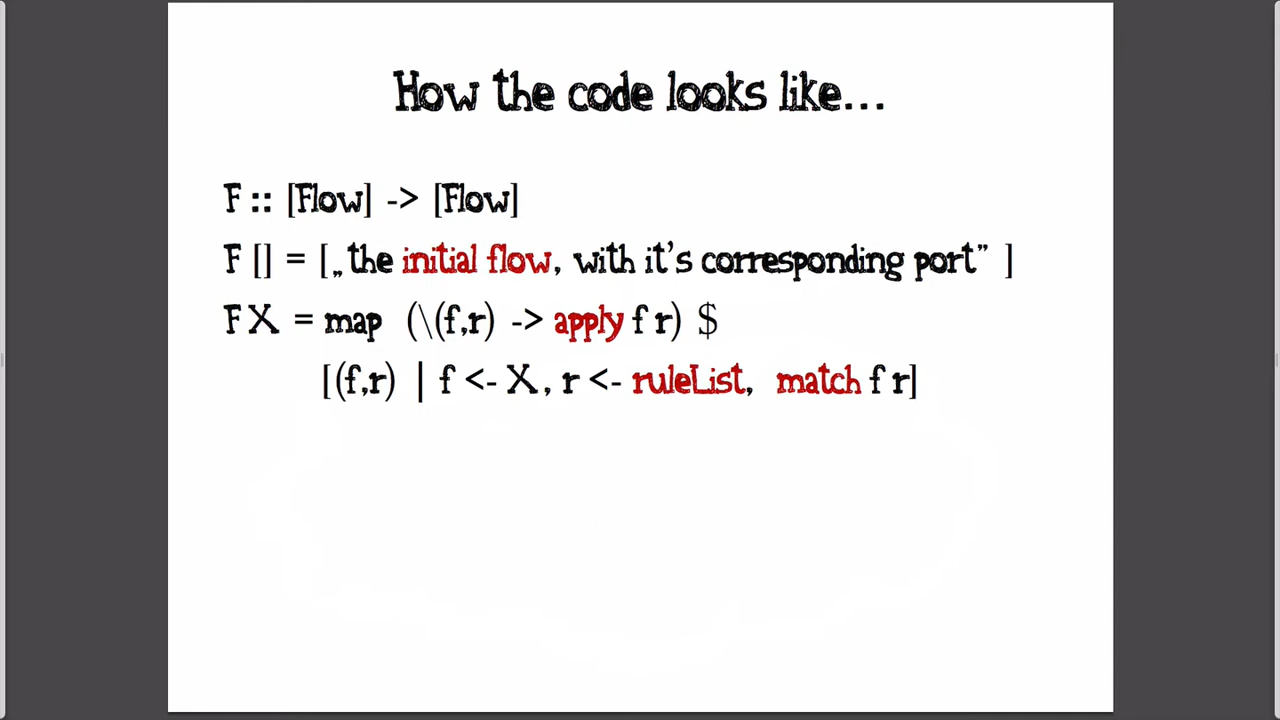 How the code looks like...
F :: [Flow] -> [Flow]
F [] = [„the initial flow, with it's corresponding port” ]
F X = map (\(f,r) -> apply f r) $
[(f,r) | f <- X, r <- ruleList, match f r]